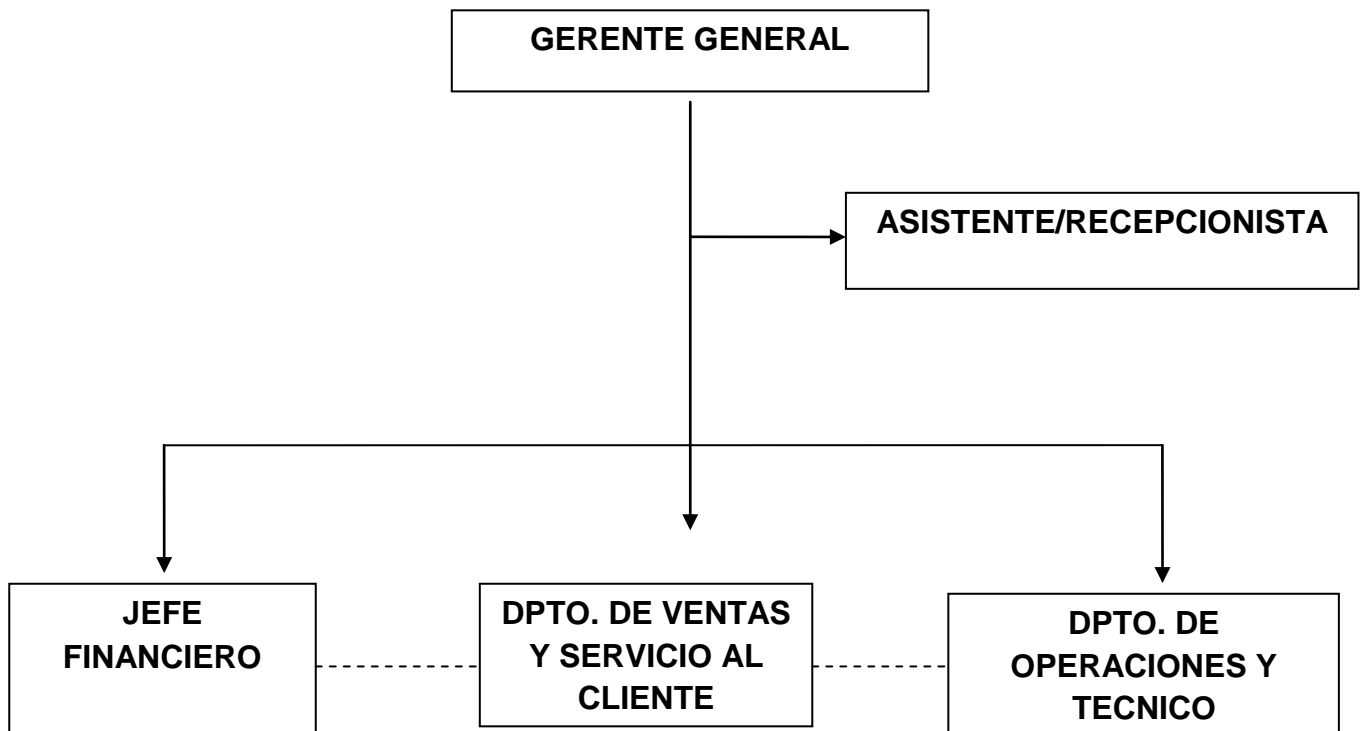 GERENTE GENERAL
ASISTENTE/RECEPCIONISTA
JEFE
FINANCIERO
DPTO. DE VENTAS
Y SERVICIO AL
CLIENTE
DPTO. DE
OPERACIONES Y
TECNICO